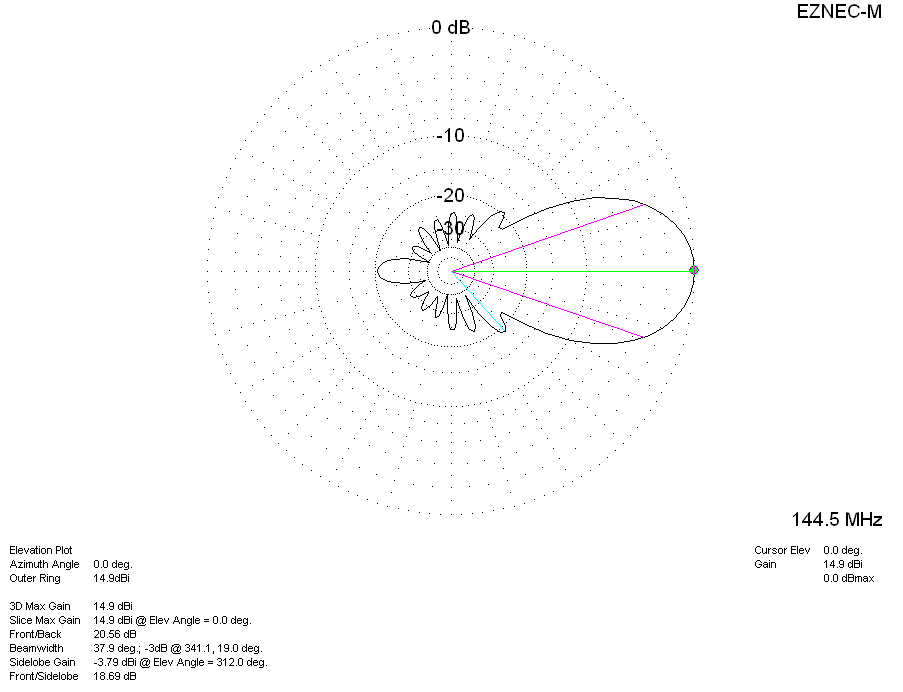 EZNEC-M
0 dB
-10
-20
-30
144.5 MHz
Elevation Plot
Azimuth Angle 0.0 deg.
Outer Ring 14.9dBi
3D Max Gain 14.9 dBi
Slice Max Gain 14.9 dBi @ Elev Angle = 0.0 deg.
Front/Back 20.56 dB
Beamwidth 37.9 deg.; -3dB @ 341.1, 19.0 deg.
Sidelobe Gain -3.79 dBi @ Elev Angle = 312.0 deg.
Front/Sidelobe 18.69 dB
Cursor Elev 0.0 deg.
Gain 14.9 dBi
0.0 dBmax